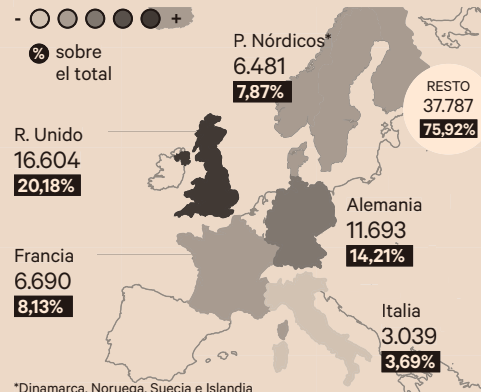 - +
% sobre
el total
P. Nórdicos*
6.481
7,87%
RESTO
37.787
75,92%
R. Unido
16.604
20,18%
Alemania
11.693
14,21%
Francia
6.690
8,13%
Italia
3.039
3,69%
*Dinamarca, Noruega, Suecia e Islandia